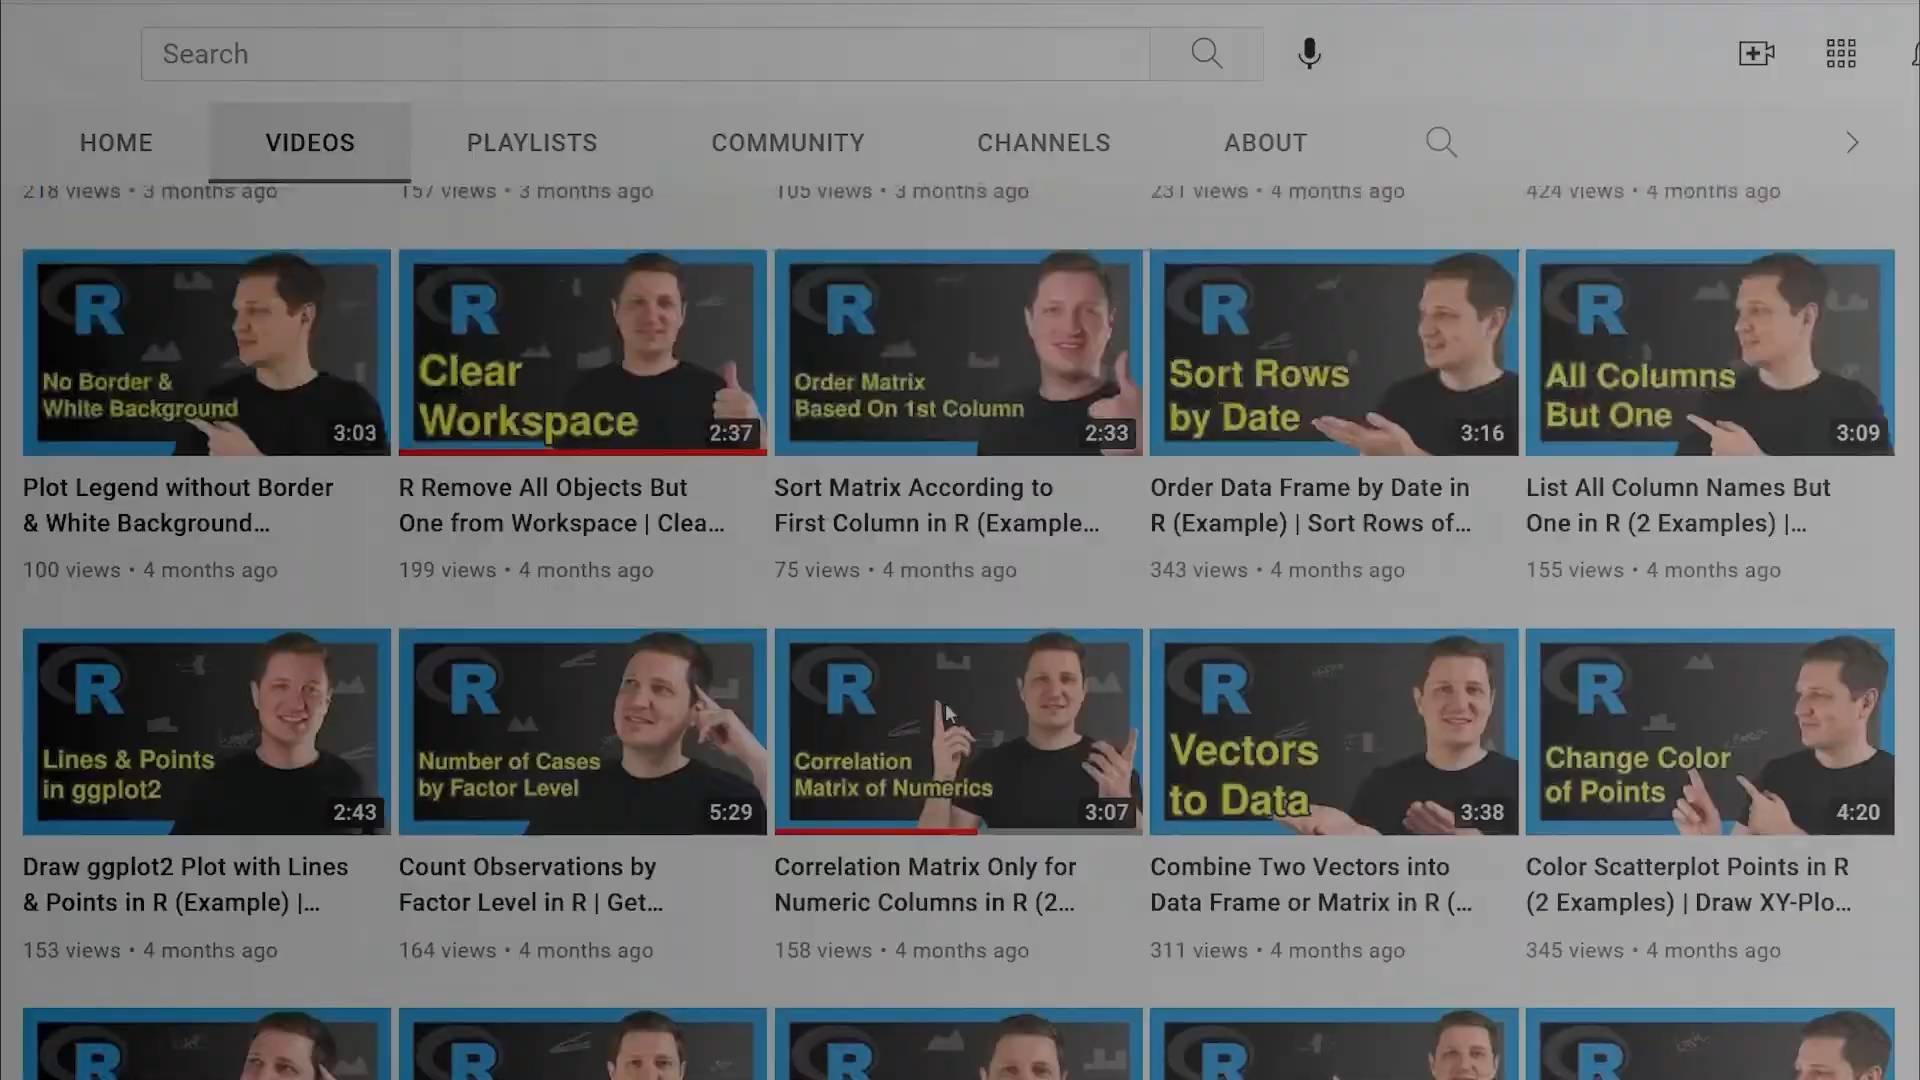 Search
HOME VIDEOS PLAYLISTS COMMUNITY CHANNELS ABOUT
218 views • 3 months ago
157 views • 3 months ago
105 views • 3 months ago
231 views • 4 months ago
424 views • 4 months ago
R
No Border &
White Background
3:03
R
Clear
Workspace
2:37
R
Order Matrix
Based On 1st Column
2:33
R
Sort Rows
by Date
3:16
R
All Columns
But One
3:09
Plot Legend without Border
& White Background...
100 views • 4 months ago
R Remove All Objects But
One from Workspace | Clea...
199 views • 4 months ago
Sort Matrix According to
First Column in R (Example...
75 views • 4 months ago
Order Data Frame by Date in
R (Example) | Sort Rows of...
343 views • 4 months ago
List All Column Names But
One in R (2 Examples) |...
155 views • 4 months ago
R
Lines & Points
in ggplot2
2:43
R
Number of Cases
by Factor Level
5:29
R
Correlation
Matrix of Numerics
3:07
R
Vectors
to Data
3:38
R
Change Color
of Points
4:20
Draw ggplot2 Plot with Lines
& Points in R (Example) |...
153 views • 4 months ago
Count Observations by
Factor Level in R | Get...
164 views • 4 months ago
Correlation Matrix Only for
Numeric Columns in R (2...
158 views • 4 months ago
Combine Two Vectors into
Data Frame or Matrix in R (...
311 views • 4 months ago
Color Scatterplot Points in R
(2 Examples) | Draw XY-Plo...
345 views • 4 months ago
R
R
R
R
R